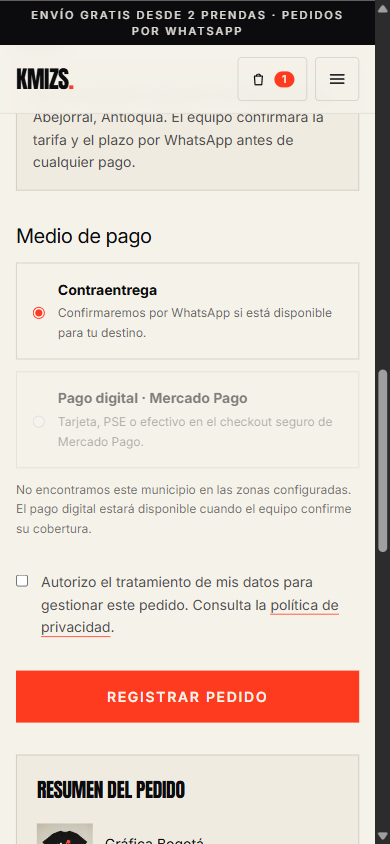 ENVÍO GRATIS DESDE 2 PRENDAS · PEDIDOS
POR WHATSAPP
KMIZS.
1
Abejorral, Antioquia. El equipo confirmará la
tarifa y el plazo por WhatsApp antes de
cualquier pago.
Medio de pago
Contraentrega
Confirmaremos por WhatsApp si está disponible
para tu destino.
Pago digital · Mercado Pago
Tarjeta, PSE o efectivo en el checkout seguro de
Mercado Pago.
No encontramos este municipio en las zonas configuradas.
El pago digital estará disponible cuando el equipo confirme
su cobertura.
Autorizo el tratamiento de mis datos para
gestionar este pedido. Consulta la política de
privacidad.
REGISTRAR PEDIDO
RESUMEN DEL PEDIDO
Gráfica Bogotá